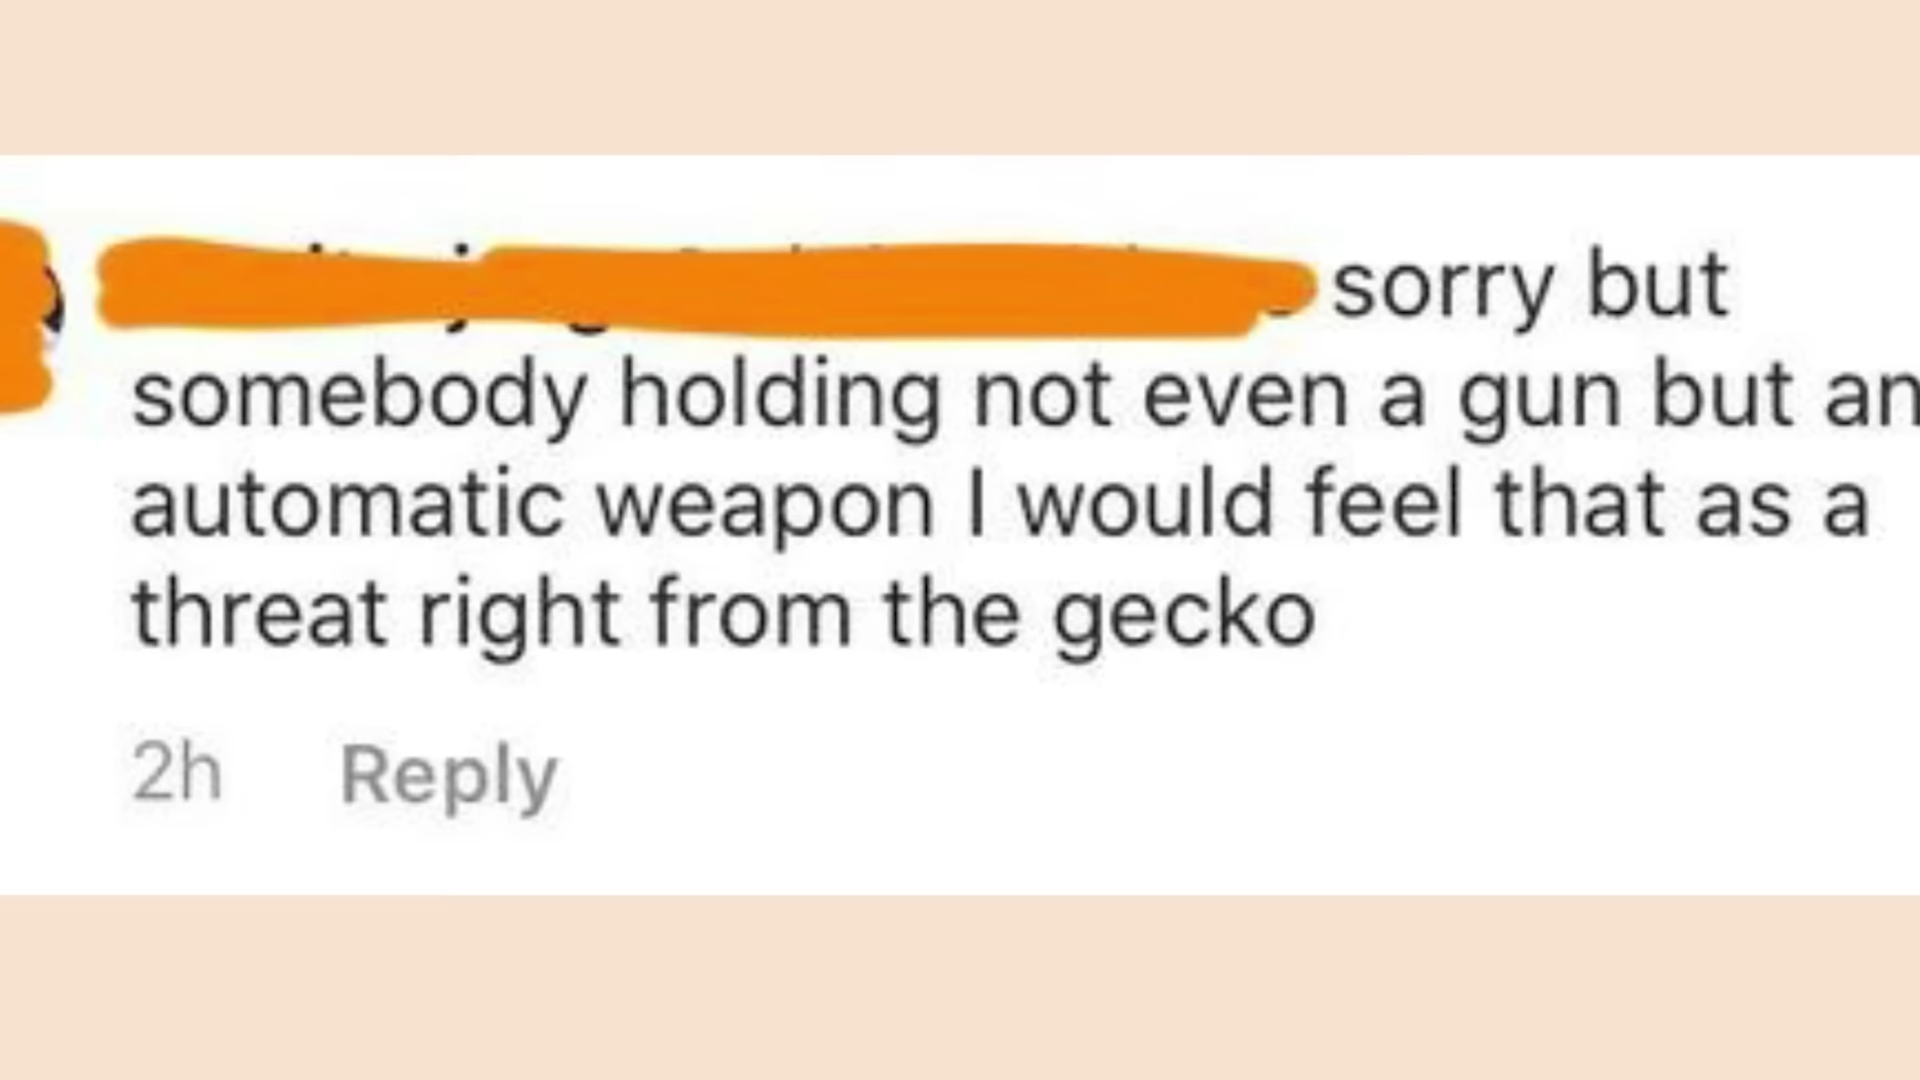 sorry but
somebody holding not even a gun but an
automatic weapon I would feel that as a
threat right from the gecko
2h Reply